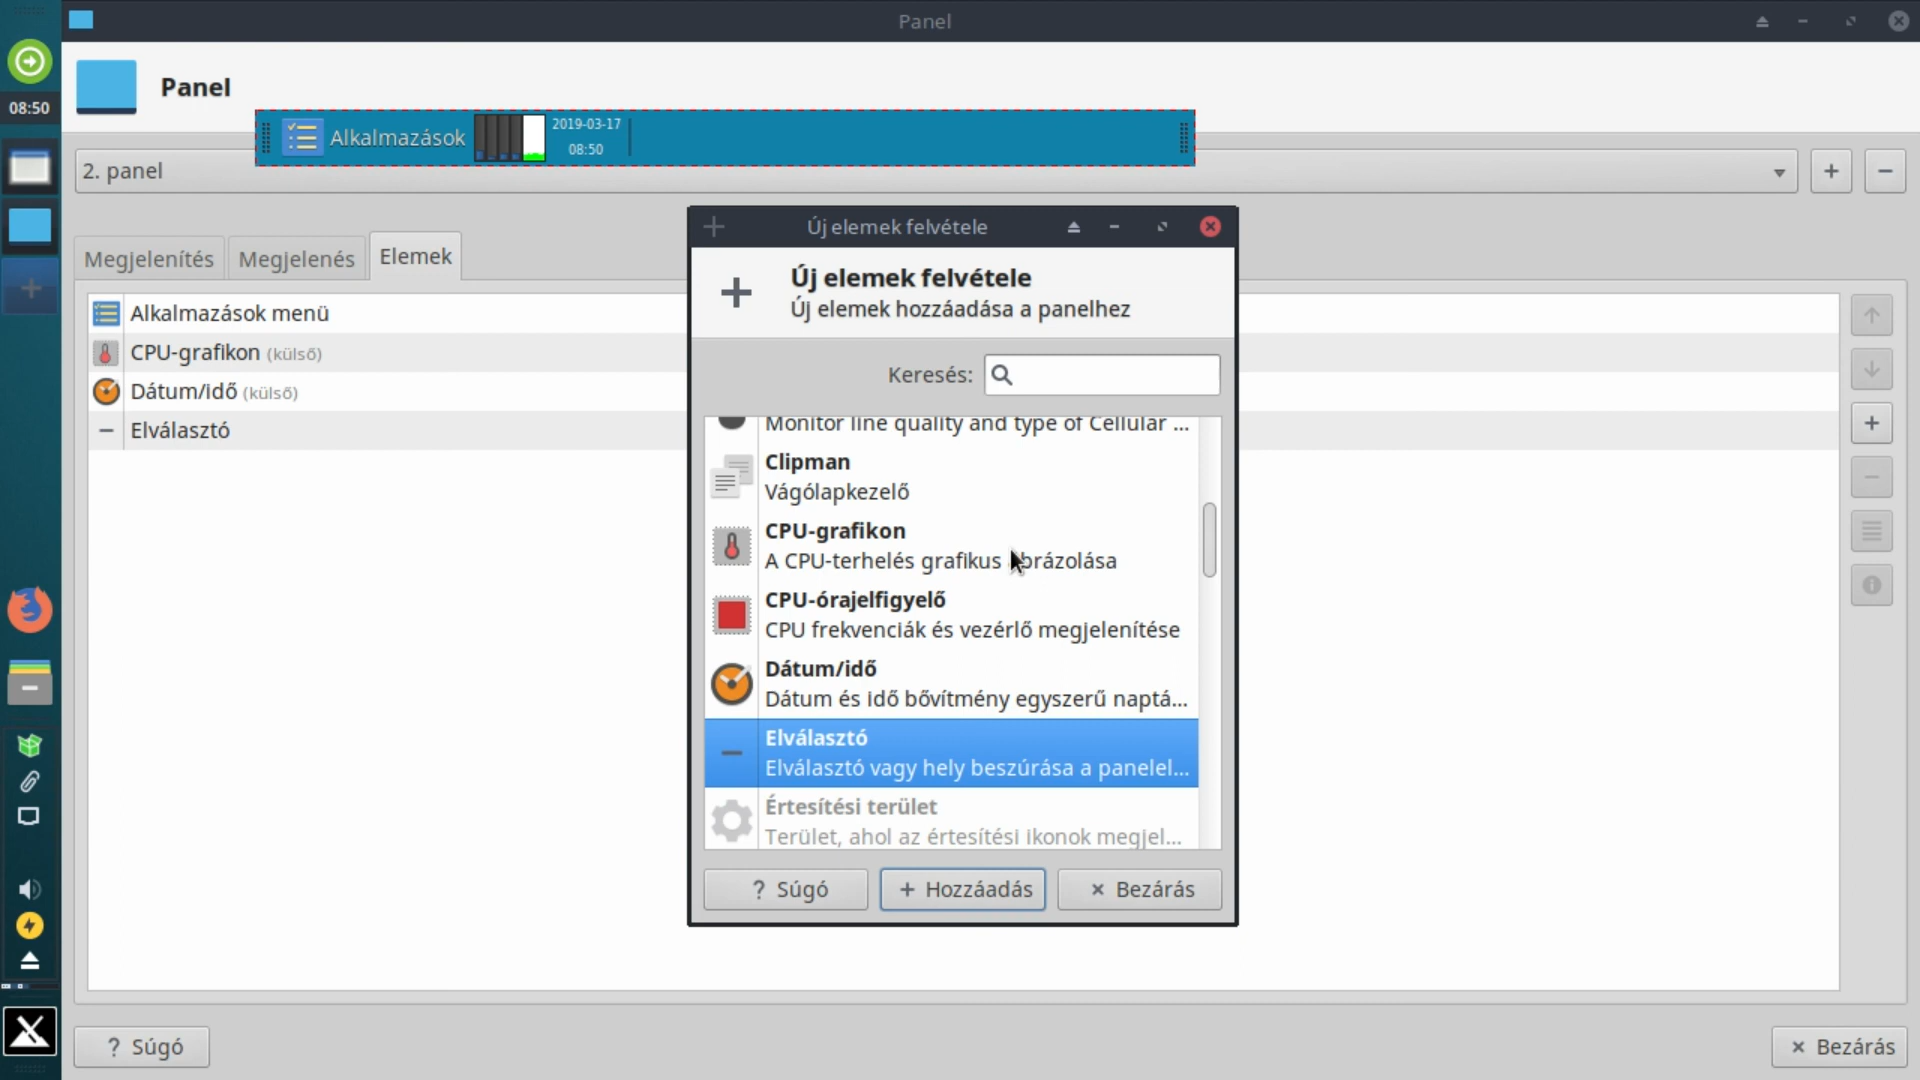 Panel
08:50
Panel
Alkalmazások
2019-03-17
08:50
2. panel
Megjelenítés
Megjelenés
Elemek
Alkalmazások menü
CPU-grafikon (külső)
Dátum/idő (külső)
Elválasztó
Új elemek felvétele
Új elemek felvétele
Új elemek hozzáadása a panelhez
Keresés:
Monitor line quality and type of Cellular ...
Clipman
Vágólapkezelő
CPU-grafikon
A CPU-terhelés grafikus ábrázolása
CPU-órajelfigyelő
CPU frekvenciák és vezérlő megjelenítése
Dátum/idő
Dátum és idő bővítmény egyszerű naptá...
Elválasztó
Elválasztó vagy hely beszúrása a panelel...
Értesítési terület
Terület, ahol az értesítési ikonok megjel...
? Súgó
+ Hozzáadás
× Bezárás
? Súgó
× Bezárás